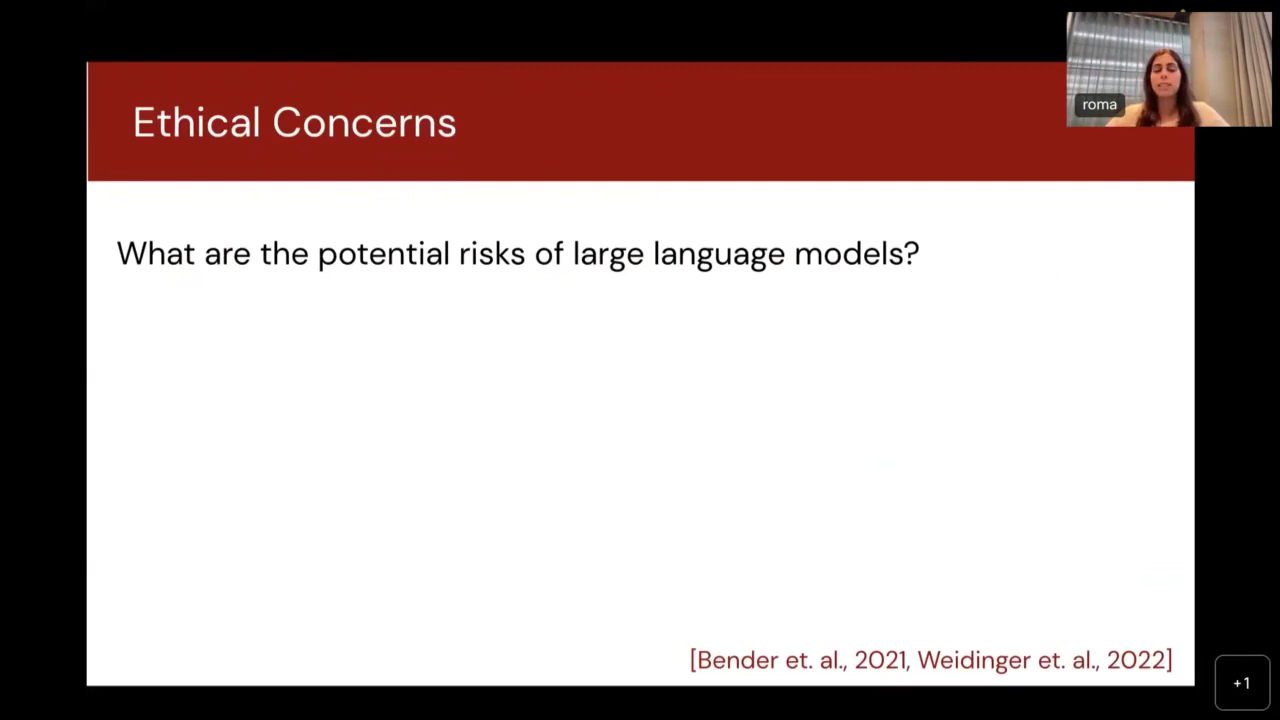 Ethical Concerns
roma
What are the potential risks of large language models?
[Bender et. al., 2021, Weidinger et. al., 2022]
+1